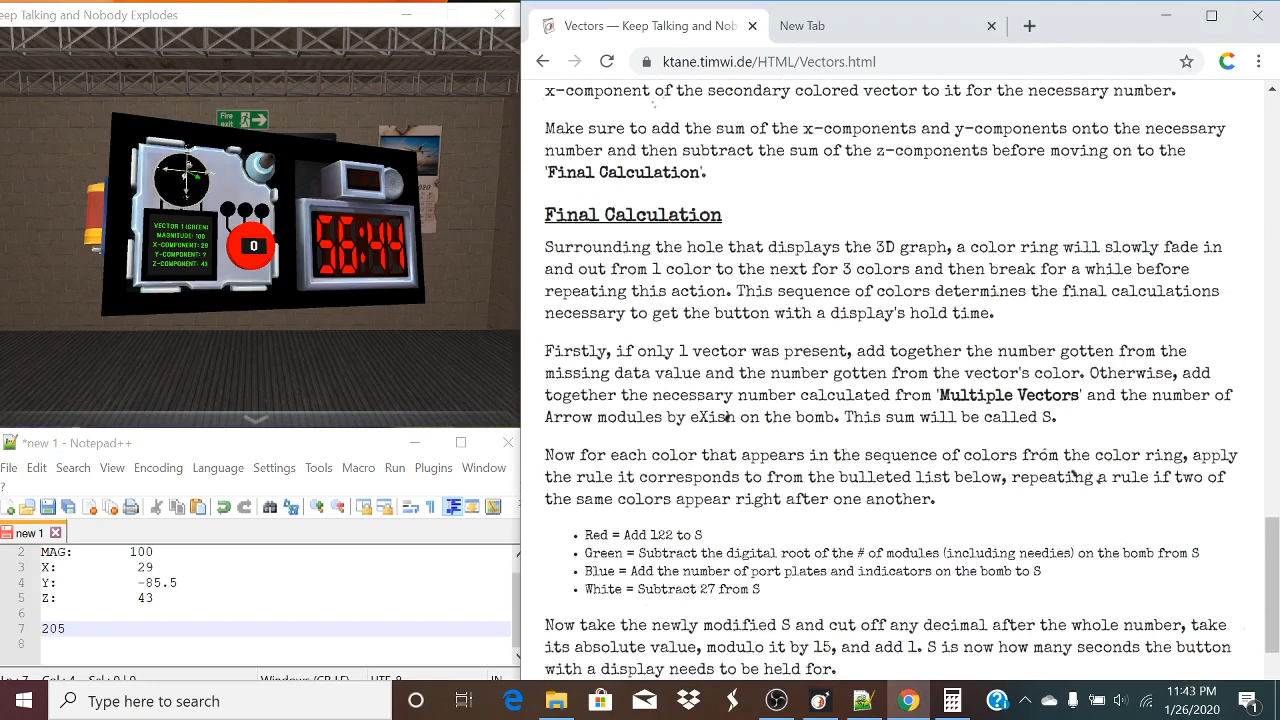 eep Talking and Nobody Explodes
Fire
exit
2020
VECTOR 1 (GREEN)
MAGNITUDE: 100
X-COMPONENT: 29
Y-COMPONENT: ?
Z-COMPONENT: 43
0
56:44
*new 1 - Notepad++
File Edit Search View Encoding Language Settings Tools Macro Run Plugins Window
?
new 1
2 MAG: 100
3 X: 29
4 Y: -85.5
5 Z: 43
6
7 205
8
Windows (CR LF)
UTF-8
IN
Vectors — Keep Talking and Nob
New Tab
ktane.timwi.de/HTML/Vectors.html
x-component of the secondary colored vector to it for the necessary number.
Make sure to add the sum of the x-components and y-components onto the necessary
number and then subtract the sum of the z-components before moving on to the
'Final Calculation'.
Final Calculation
Surrounding the hole that displays the 3D graph, a color ring will slowly fade in
and out from 1 color to the next for 3 colors and then break for a while before
repeating this action. This sequence of colors determines the final calculations
necessary to get the button with a display's hold time.
Firstly, if only 1 vector was present, add together the number gotten from the
missing data value and the number gotten from the vector's color. Otherwise, add
together the necessary number calculated from 'Multiple Vectors' and the number of
Arrow modules by eXish on the bomb. This sum will be called S.
Now for each color that appears in the sequence of colors from the color ring, apply
the rule it corresponds to from the bulleted list below, repeating a rule if two of
the same colors appear right after one another.
• Red = Add 122 to S
• Green = Subtract the digital root of the # of modules (including needies) on the bomb from S
• Blue = Add the number of port plates and indicators on the bomb to S
• White = Subtract 27 from S
Now take the newly modified S and cut off any decimal after the whole number, take
its absolute value, modulo it by 15, and add 1. S is now how many seconds the button
with a display needs to be held for.
Type here to search
11:43 PM
1/26/2020
1